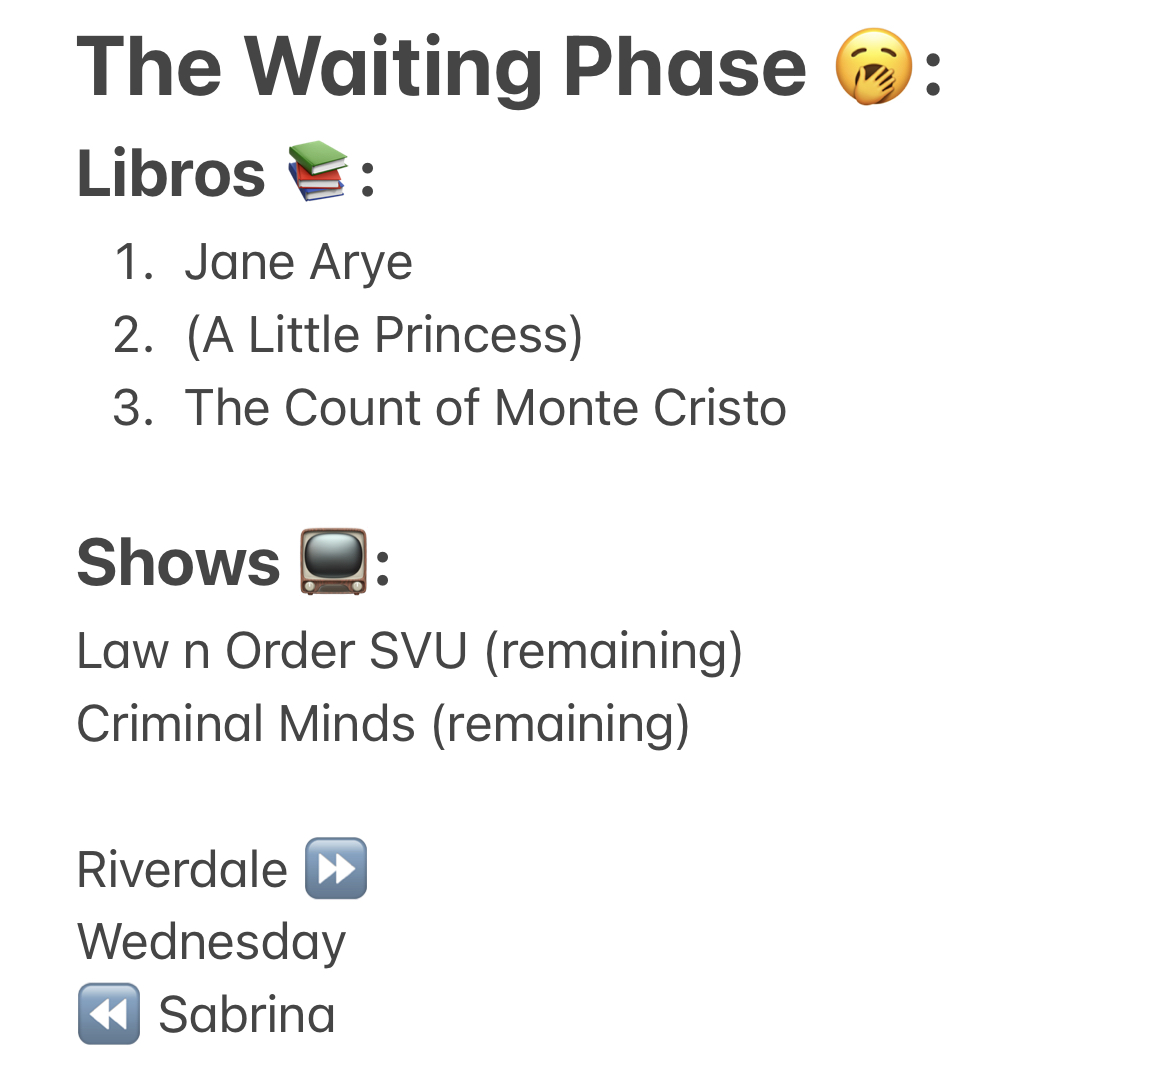 The Waiting Phase 🥱:
Libros 📚:
1. Jane Arye
2. (A Little Princess)
3. The Count of Monte Cristo
Shows 📺:
Law n Order SVU (remaining)
Criminal Minds (remaining)
Riverdale ⏩
Wednesday
⏪ Sabrina